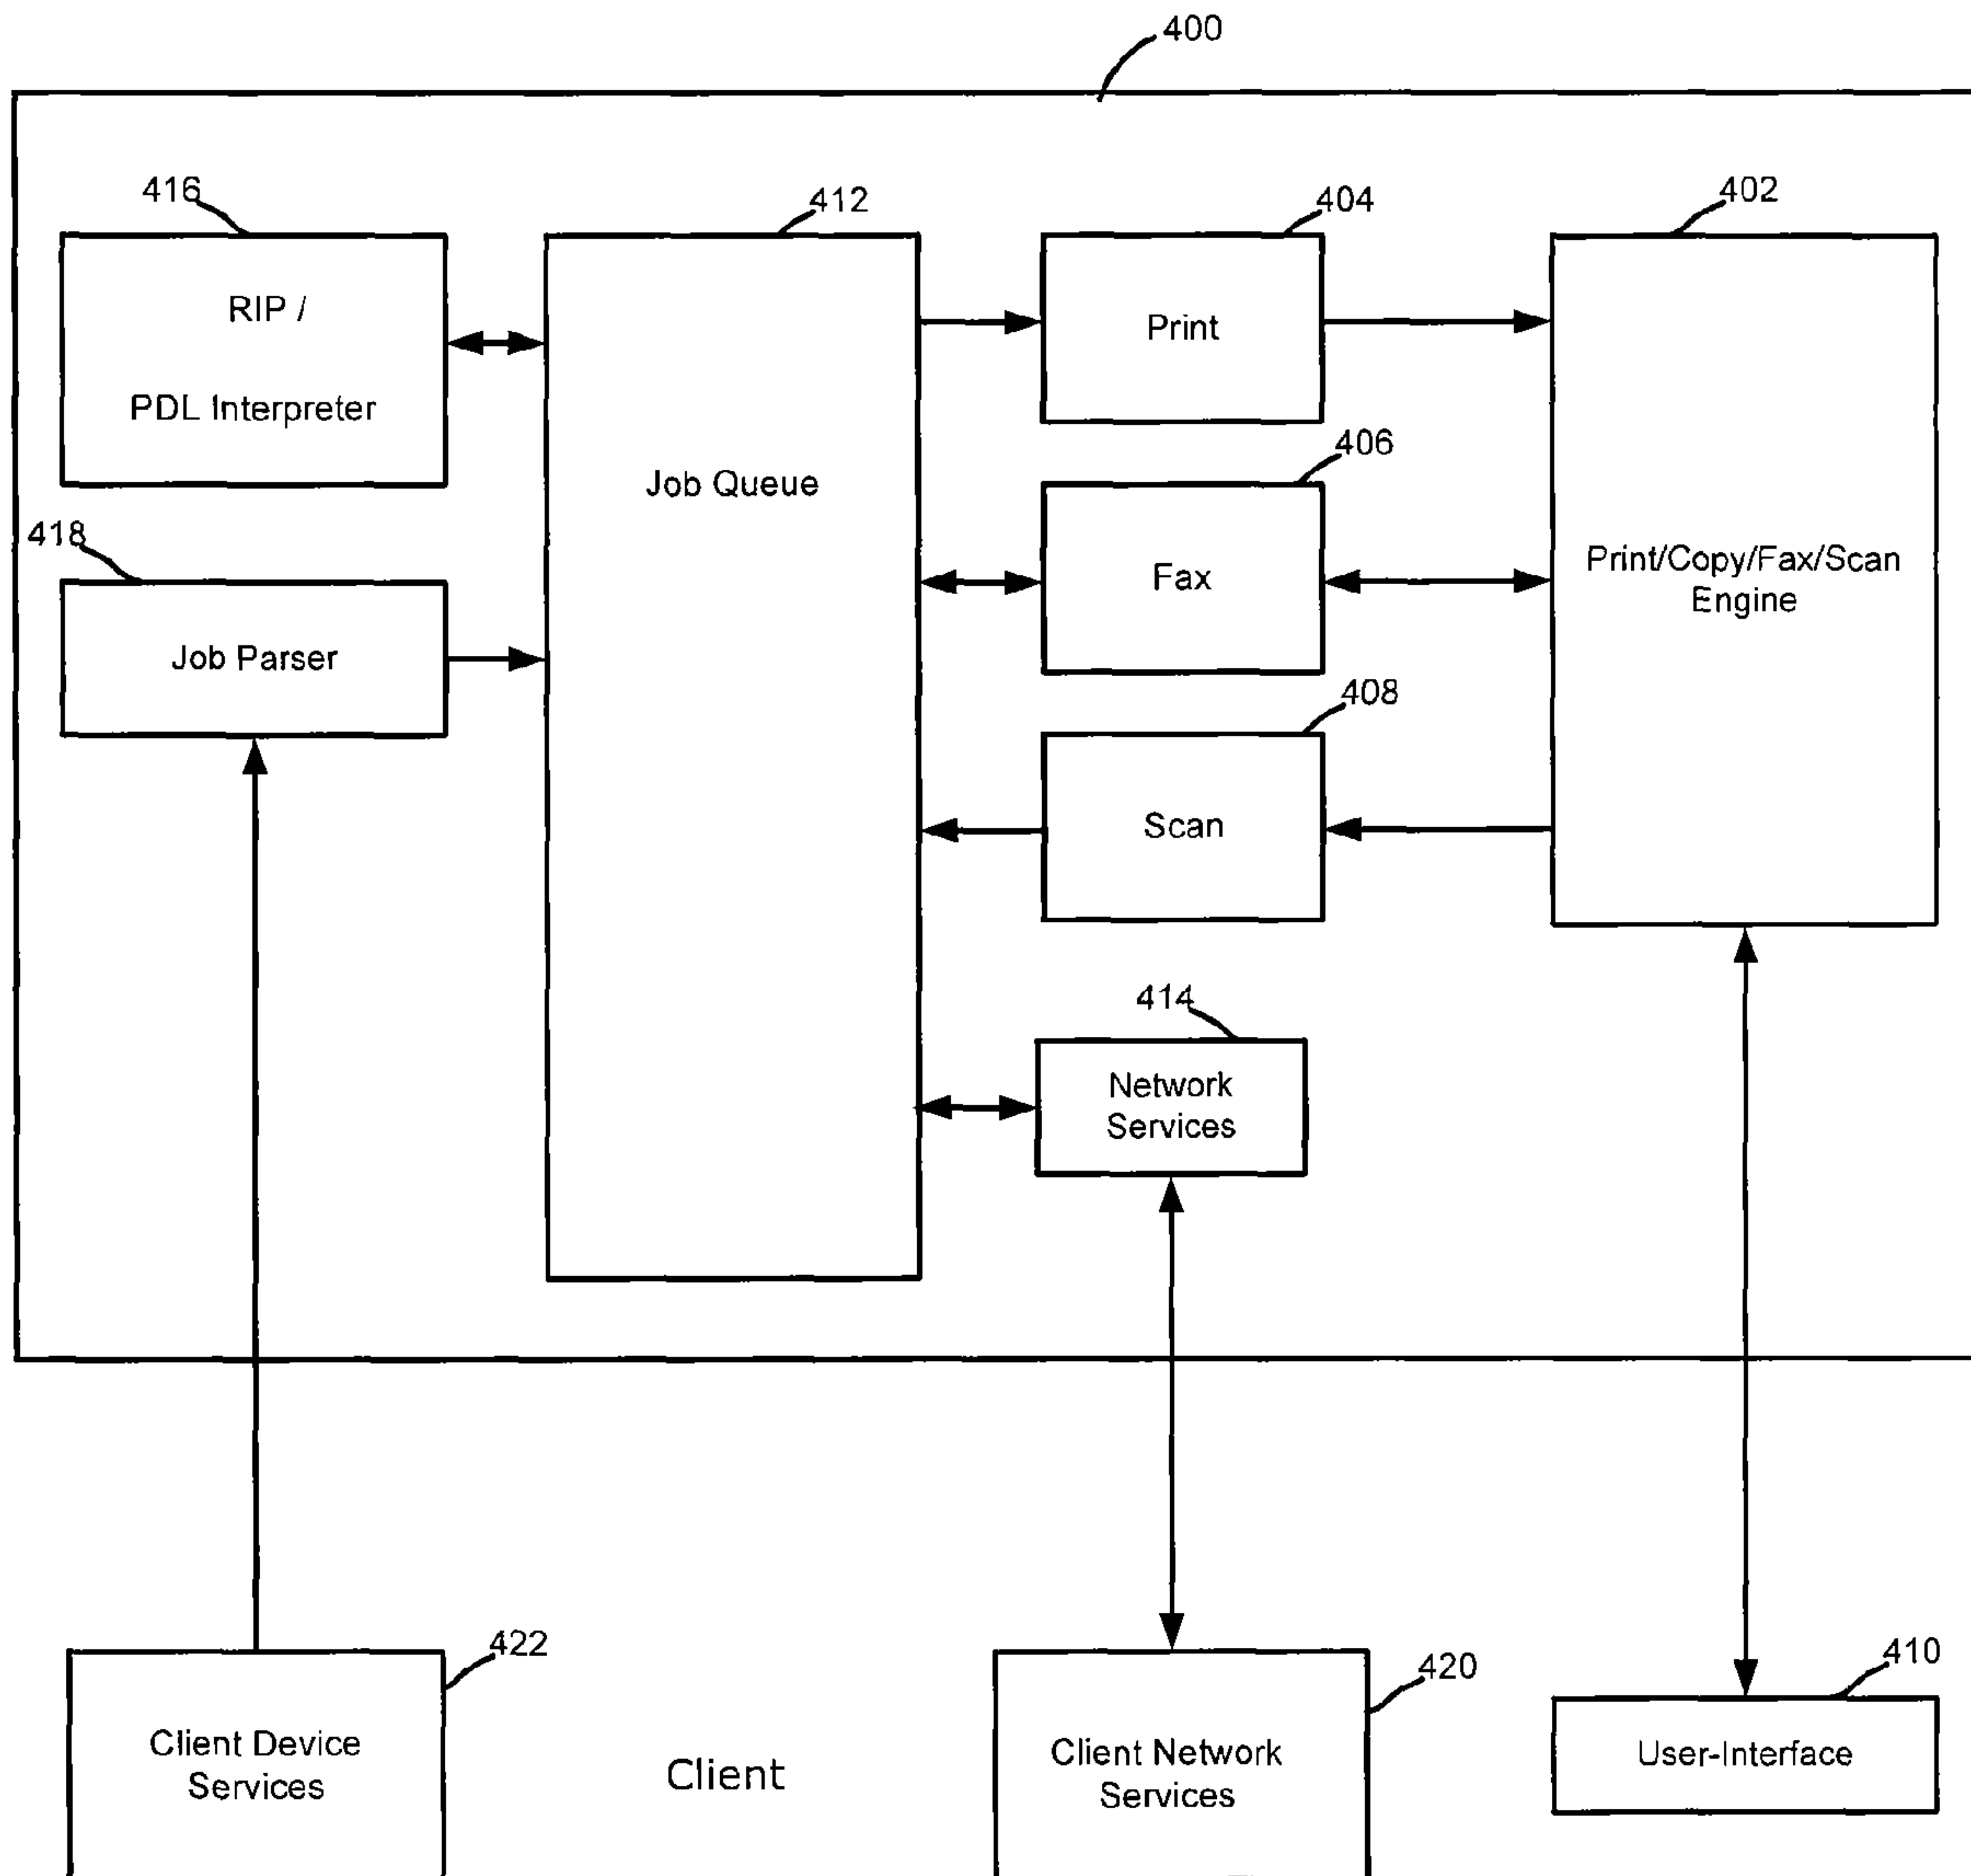 400
416
412
404
402
RIP /
PDL Interpreter
Print
406
Job Queue
418
Fax
Print/Copy/Fax/Scan
Engine
Job Parser
408
Scan
414
Network
Services
422
420
410
Client Device
Services
Client
Client Network
Services
User-Interface